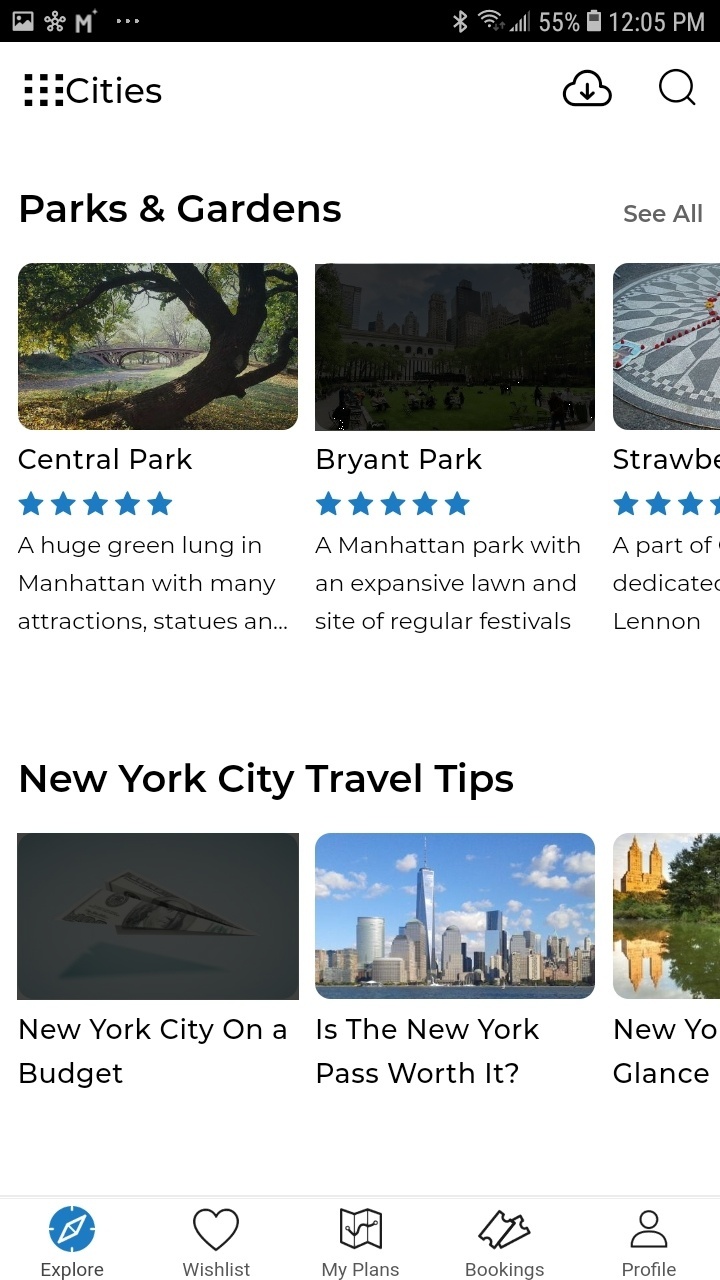 55% 12:05 PM
Cities
Parks & Gardens
See All
Central Park
A huge green lung in
Manhattan with many
attractions, statues an...
Bryant Park
A Manhattan park with
an expansive lawn and
site of regular festivals
Strawbe
A part of
dedicated
Lennon
New York City Travel Tips
New York City On a
Budget
Is The New York
Pass Worth It?
New Yo
Glance
Explore
Wishlist
My Plans
Bookings
Profile